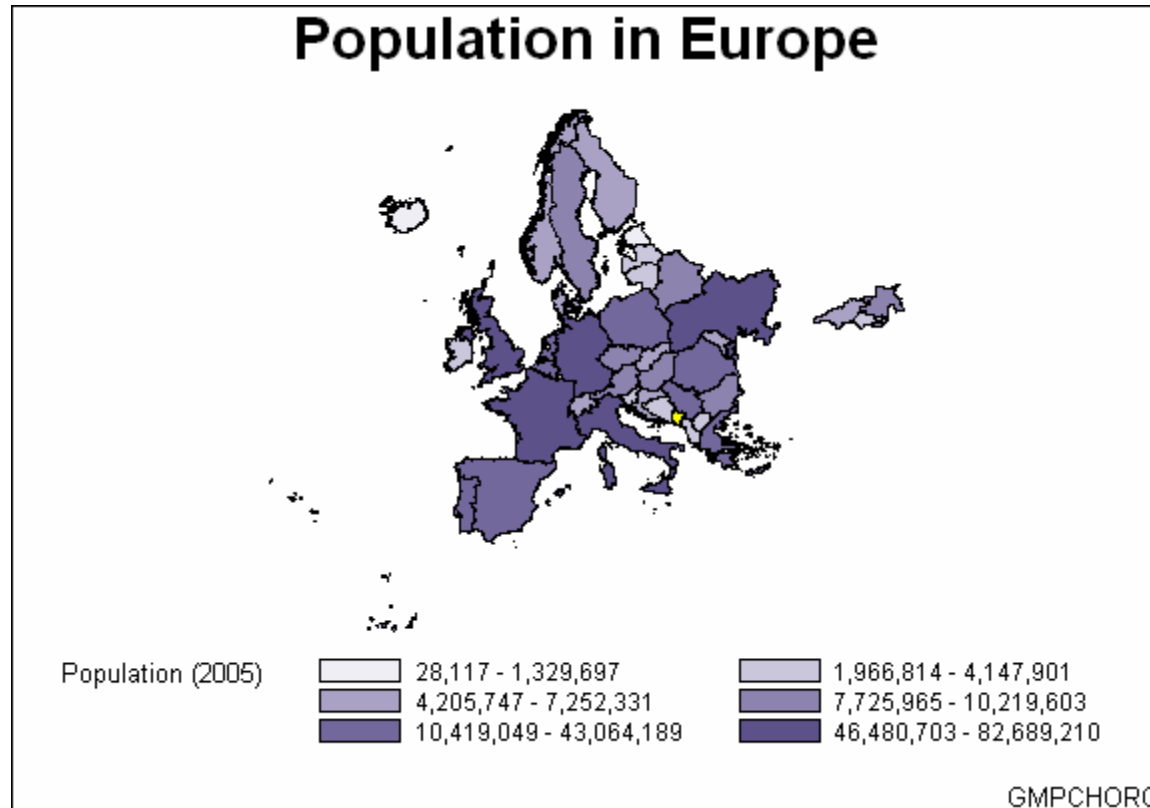 Population in Europe
Population (2005) 28,117 - 1,329,697 1,966,814 - 4,147,901
4,205,747 - 7,252,331 7,725,965 - 10,219,603
10,419,049 - 43,064,189 46,480,703 - 82,689,210
GMPCHORO